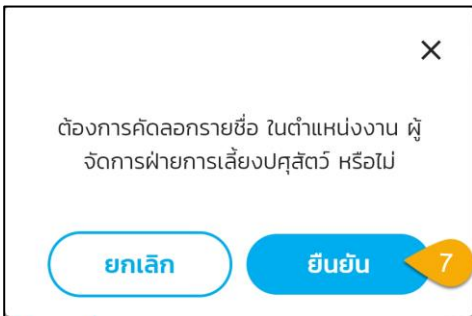 ต้องการคัดลอกรายชื่อ ในตำแหน่งงาน ผู้
จัดการฝ่ายการเลี้ยงปศุสัตว์ หรือไม่
ยกเลิก
ยืนยัน
7